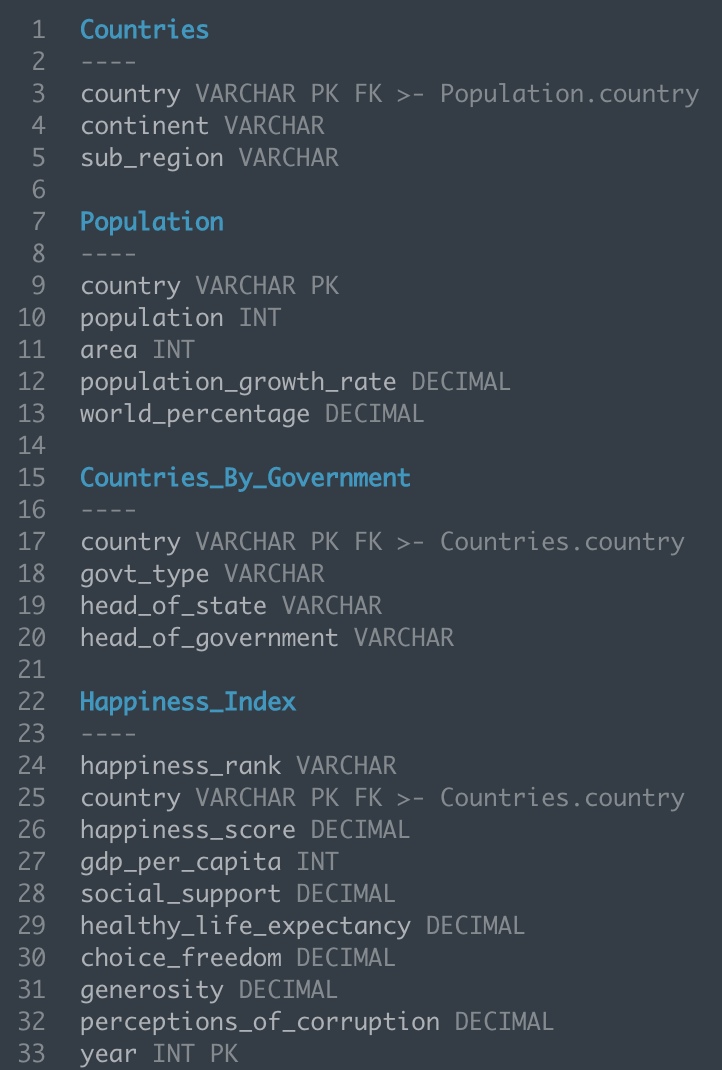 1 Countries
2 ----
3 country VARCHAR PK FK >- Population.country
4 continent VARCHAR
5 sub_region VARCHAR
6
7 Population
8 ----
9 country VARCHAR PK
10 population INT
11 area INT
12 population_growth_rate DECIMAL
13 world_percentage DECIMAL
14
15 Countries_By_Government
16 ----
17 country VARCHAR PK FK >- Countries.country
18 govt_type VARCHAR
19 head_of_state VARCHAR
20 head_of_government VARCHAR
21
22 Happiness_Index
23 ----
24 happiness_rank VARCHAR
25 country VARCHAR PK FK >- Countries.country
26 happiness_score DECIMAL
27 gdp_per_capita INT
28 social_support DECIMAL
29 healthy_life_expectancy DECIMAL
30 choice_freedom DECIMAL
31 generosity DECIMAL
32 perceptions_of_corruption DECIMAL
33 year INT PK